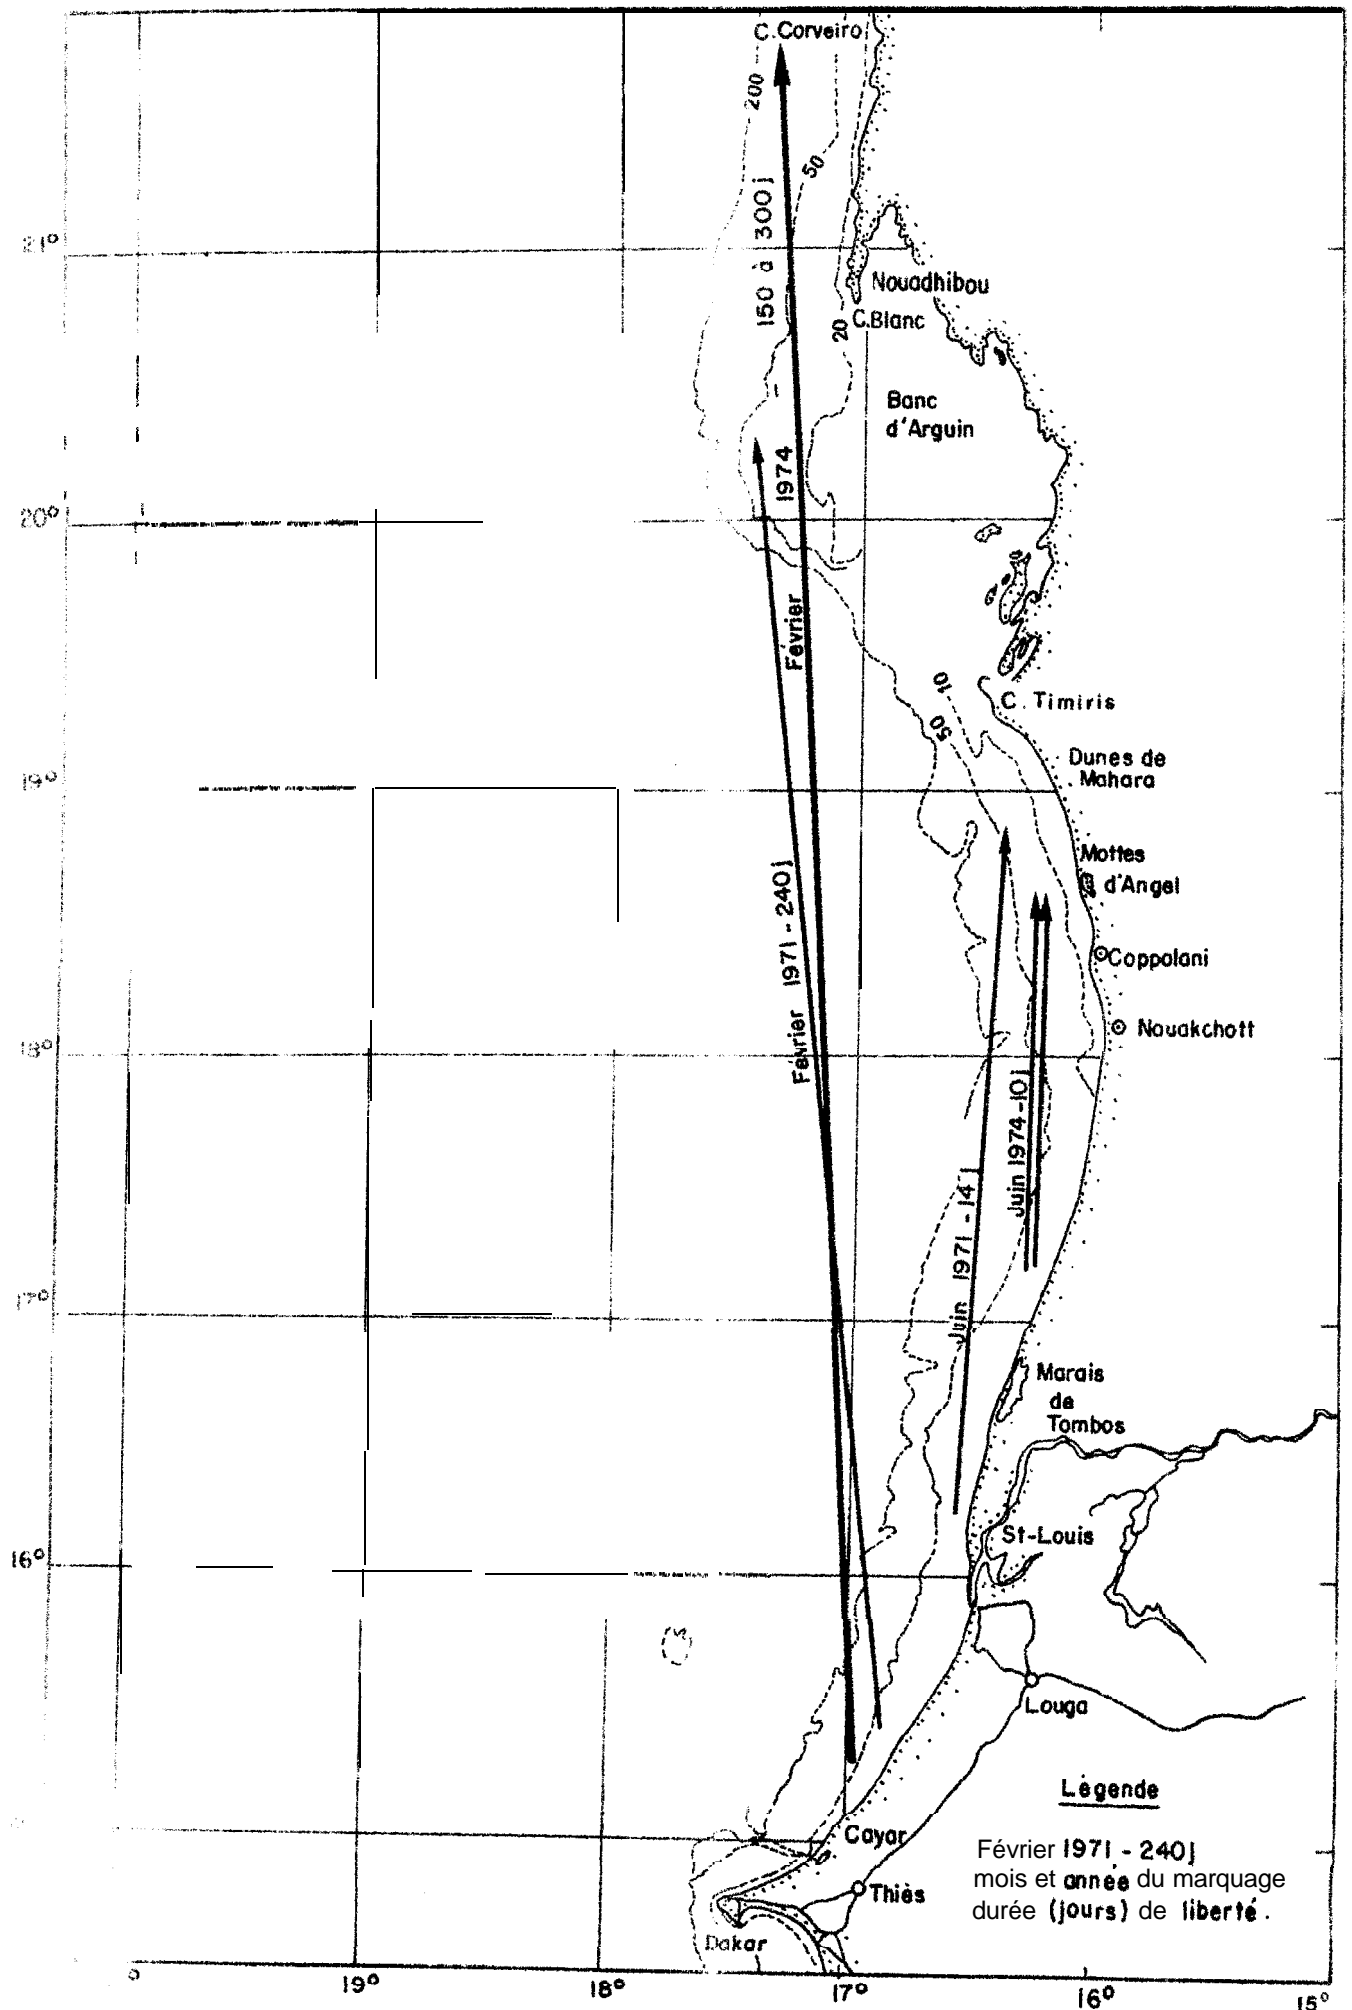 C.Corveiro
200
50
150 à 300j
21°
Nouadhibou
C.Blanc
20
Banc
d'Arguin
1974
20°
Février
10
C. Timiris
50
Dunes de
Mahara
19°
Mottes
d'Angel
Février 1971 - 240j
Coppolani
Nouakchott
18°
Juin 1974-10j
Juin 1971 - 14j
17°
Marais
de
Tombos
St-Louis
16°
Louga
Légende
Cayar
Février 1971 - 240j
mois et année du marquage
durée (jours) de liberté.
Thiès
Dakar
19°
18°
17°
16°
15°